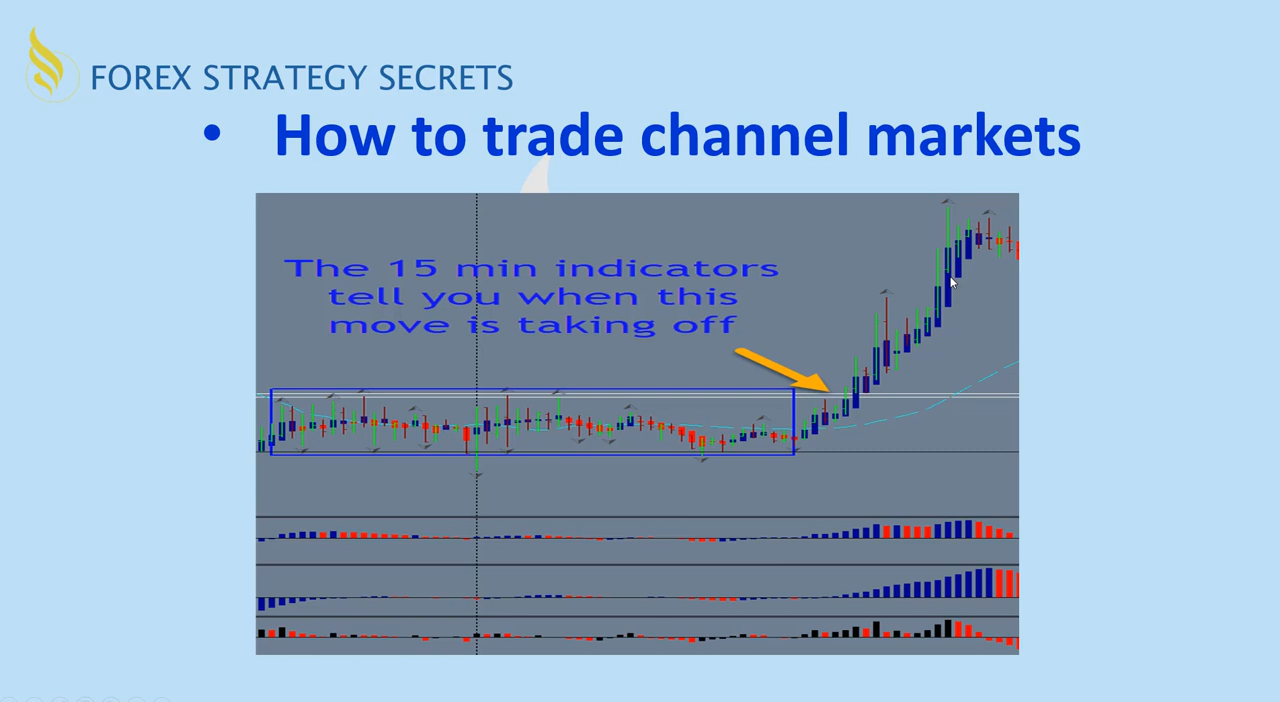 FOREX STRATEGY SECRETS
• How to trade channel markets
The 15 min indicators
tell you when this
move is taking off